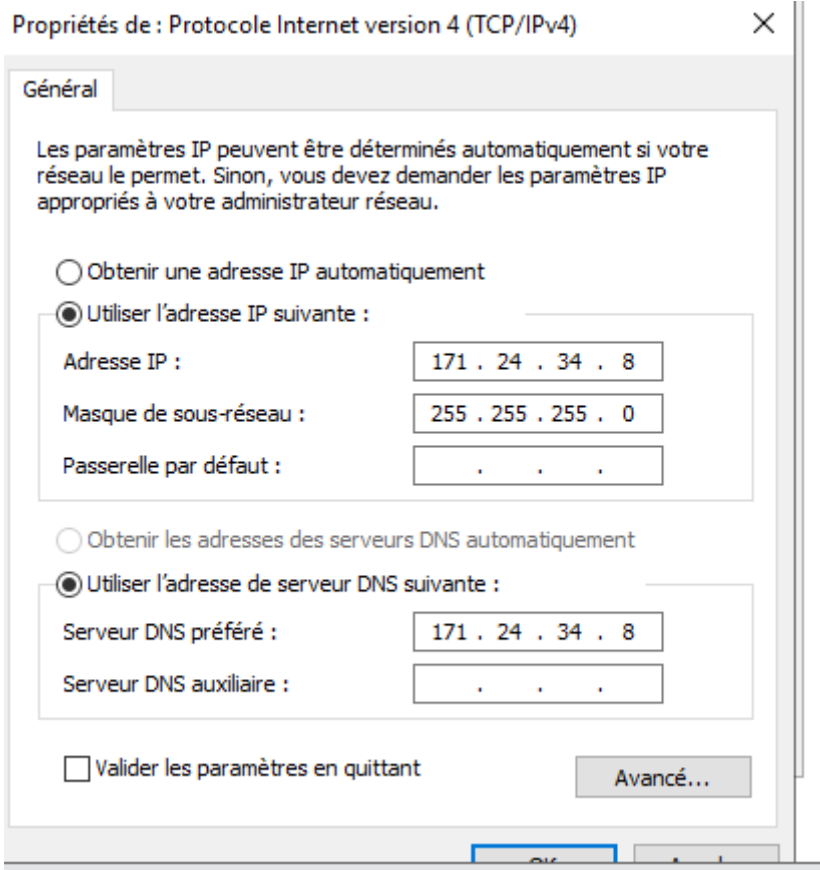 Propriétés de : Protocole Internet version 4 (TCP/IPv4)
Général
Les paramètres IP peuvent être déterminés automatiquement si votre
réseau le permet. Sinon, vous devez demander les paramètres IP
appropriés à votre administrateur réseau.
Obtenir une adresse IP automatiquement
Utiliser l'adresse IP suivante :
Adresse IP : 171 . 24 . 34 . 8
Masque de sous-réseau : 255 . 255 . 255 . 0
Passerelle par défaut : . . .
Obtenir les adresses des serveurs DNS automatiquement
Utiliser l'adresse de serveur DNS suivante :
Serveur DNS préféré : 171 . 24 . 34 . 8
Serveur DNS auxiliaire : . . .
Valider les paramètres en quittant
Avancé...